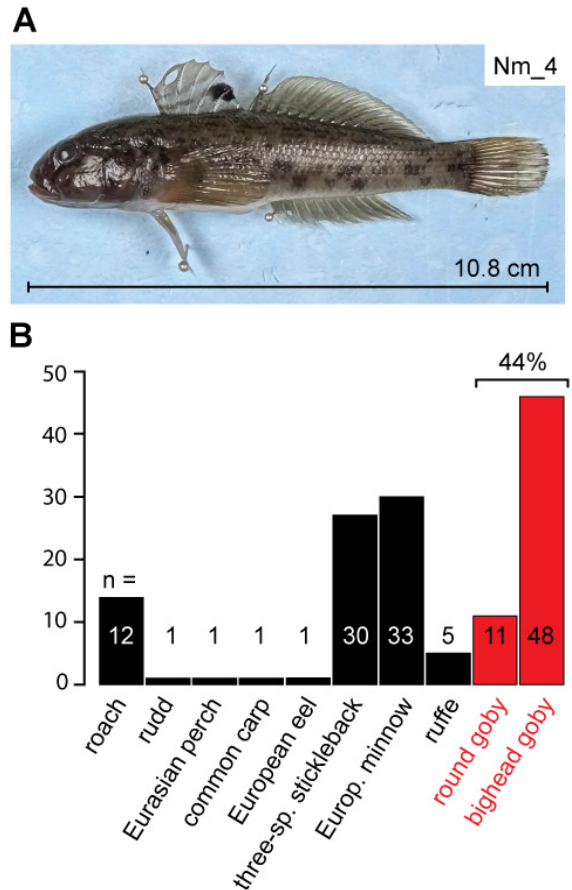 A
Nm_4
10.8 cm
B
44%
50
40
30
20
10
0
n =
12
1
1
1
1
30
33
5
11
48
roach
rudd
Eurasian perch
common carp
European eel
three-sp. stickleback
Europ. minnow
ruffe
round goby
bighead goby